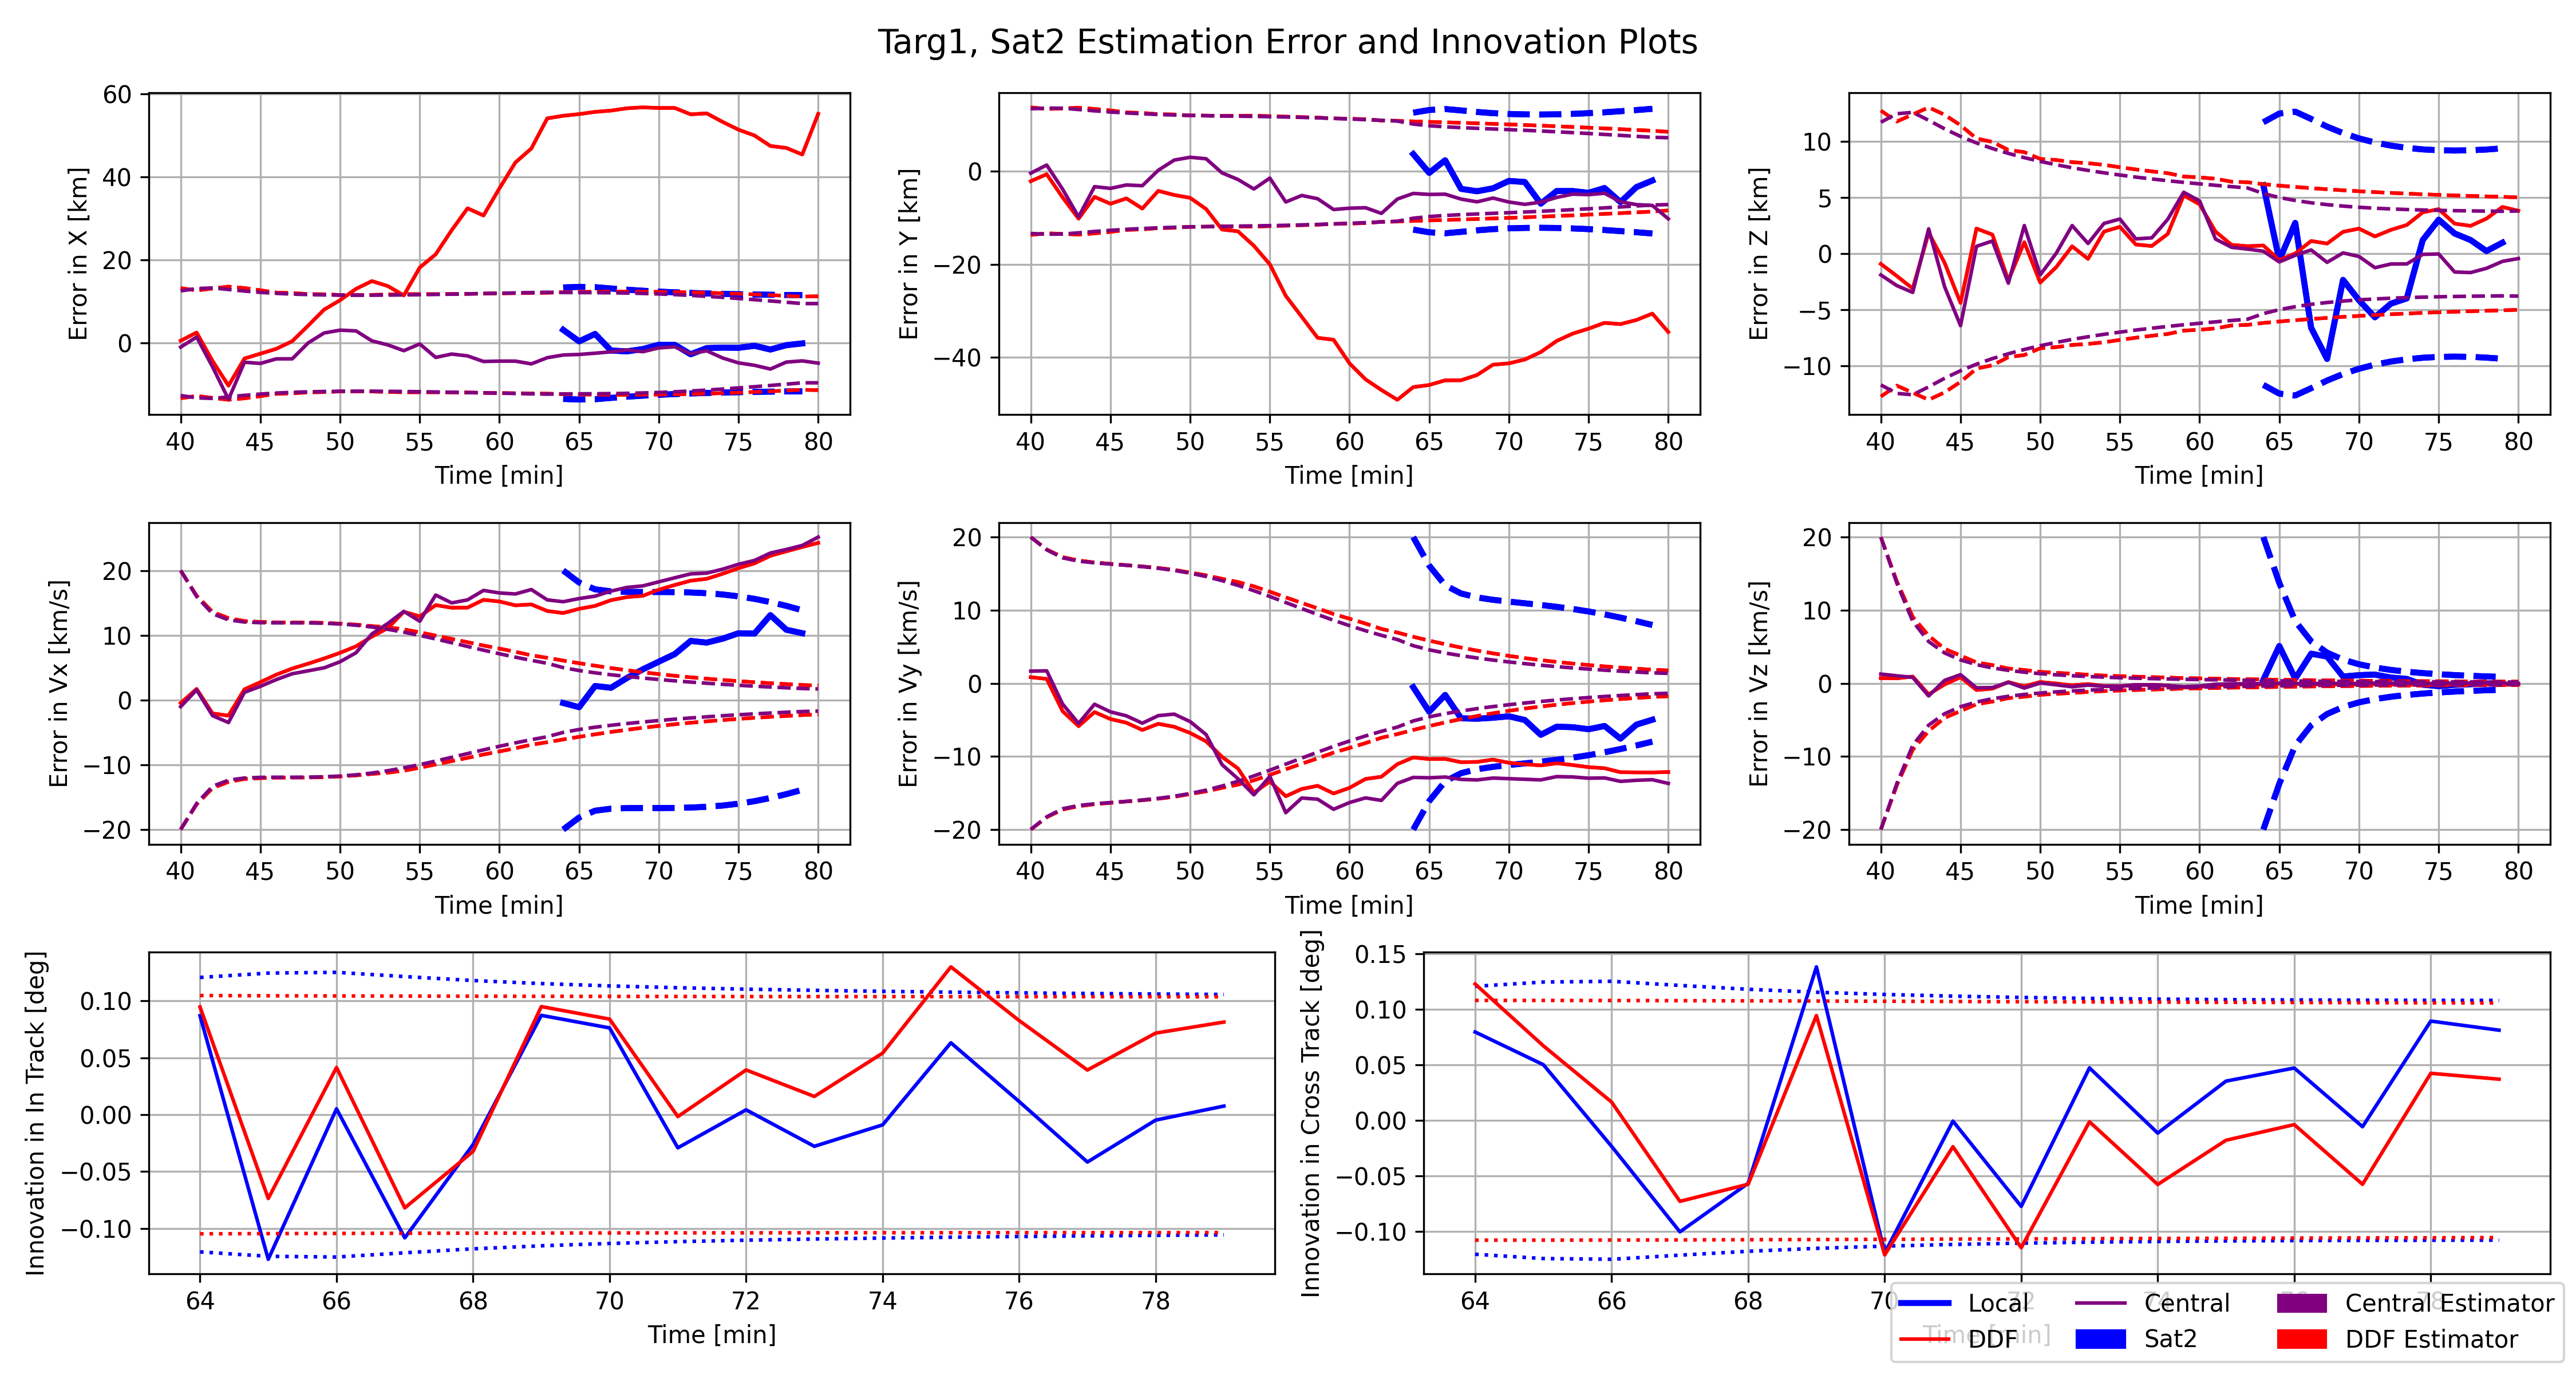 Targ1, Sat2 Estimation Error and Innovation Plots
Error in X [km]
60
40
20
0
40 45 50 55 60 65 70 75 80
Time [min]
Error in Y [km]
0
−20
−40
40 45 50 55 60 65 70 75 80
Time [min]
Error in Z [km]
10
5
0
−5
−10
40 45 50 55 60 65 70 75 80
Time [min]
Error in Vx [km/s]
20
10
0
−10
−20
40 45 50 55 60 65 70 75 80
Time [min]
Error in Vy [km/s]
20
10
0
−10
−20
40 45 50 55 60 65 70 75 80
Time [min]
Error in Vz [km/s]
20
10
0
−10
−20
40 45 50 55 60 65 70 75 80
Time [min]
Innovation in In Track [deg]
0.10
0.05
0.00
−0.05
−0.10
64 66 68 70 72 74 76 78
Time [min]
Innovation in Cross Track [deg]
0.15
0.10
0.05
0.00
−0.05
−0.10
64 66 68 70 72 74 78
Time [min]
Local Central Central Estimator
DDF Sat2 DDF Estimator